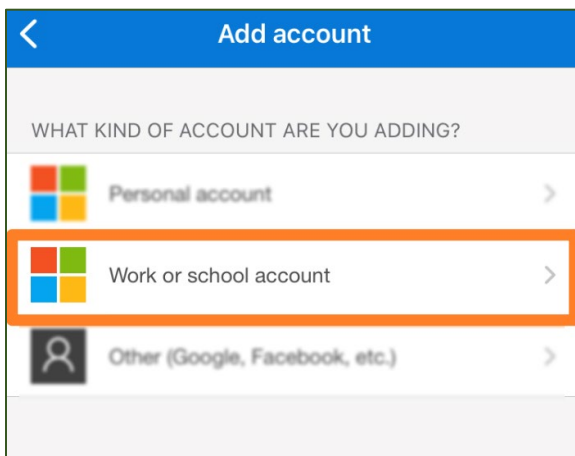 Add account
WHAT KIND OF ACCOUNT ARE YOU ADDING?
Personal account
Work or school account
Other (Google, Facebook, etc.)